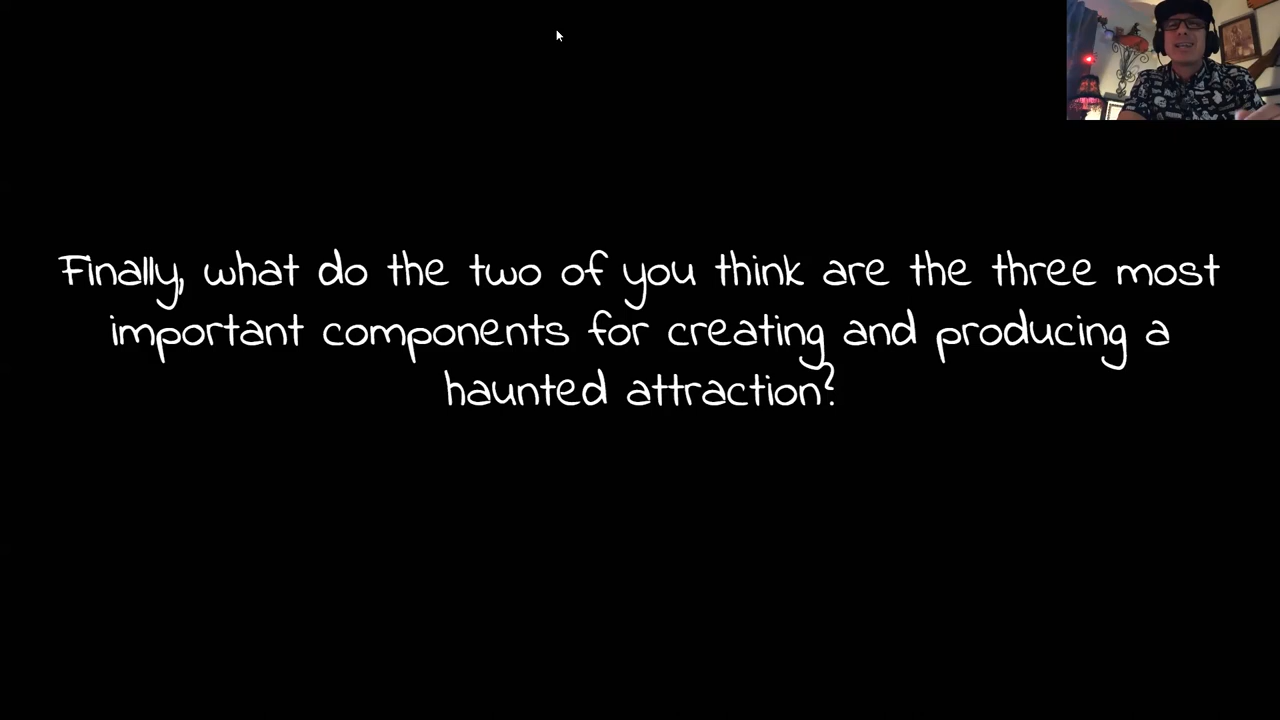 Finally, what do the two of you think are the three most
important components for creating and producing a
haunted attraction?